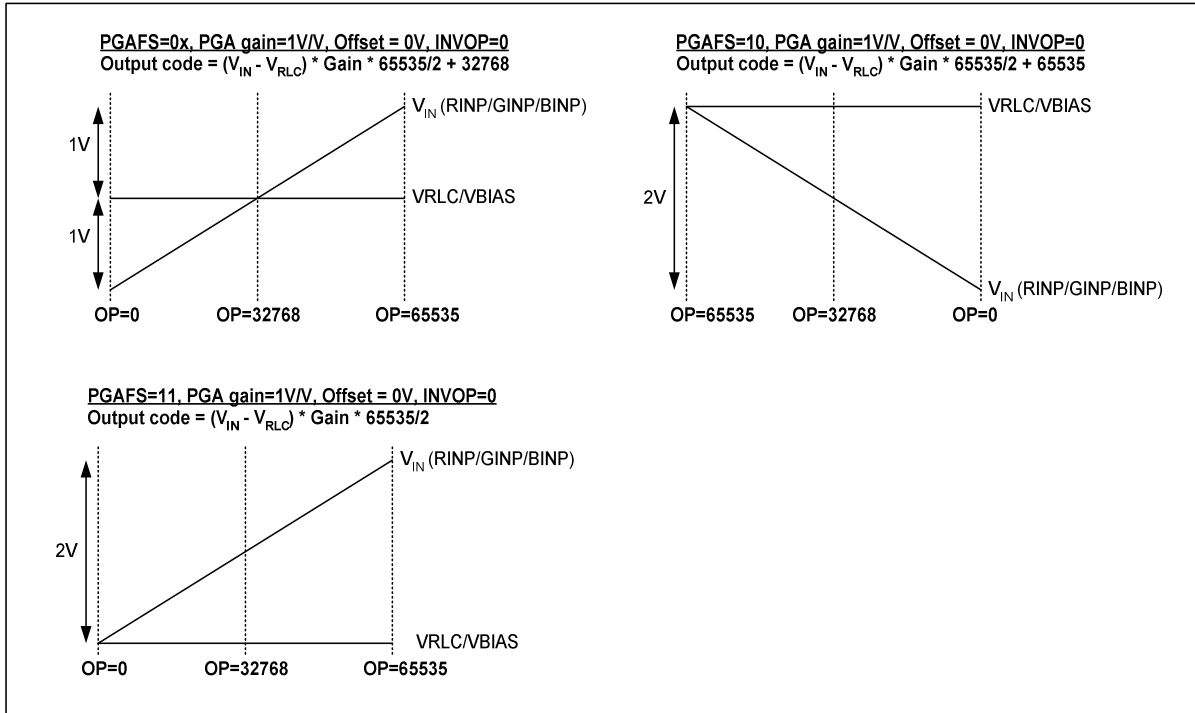 PGAFS=0x, PGA gain=1V/V, Offset = 0V, INVOP=0
Output code = (VIN - VRLC) * Gain * 65535/2 + 32768
VIN (RINP/GINP/BINP)
1V
VRLC/VBIAS
1V
OP=0 OP=32768 OP=65535
PGAFS=10, PGA gain=1V/V, Offset = 0V, INVOP=0
Output code = (VIN - VRLC) * Gain * 65535/2 + 65535
VRLC/VBIAS
2V
VIN (RINP/GINP/BINP)
OP=65535 OP=32768 OP=0
PGAFS=11, PGA gain=1V/V, Offset = 0V, INVOP=0
Output code = (VIN - VRLC) * Gain * 65535/2
VIN (RINP/GINP/BINP)
2V
VRLC/VBIAS
OP=0 OP=32768 OP=65535